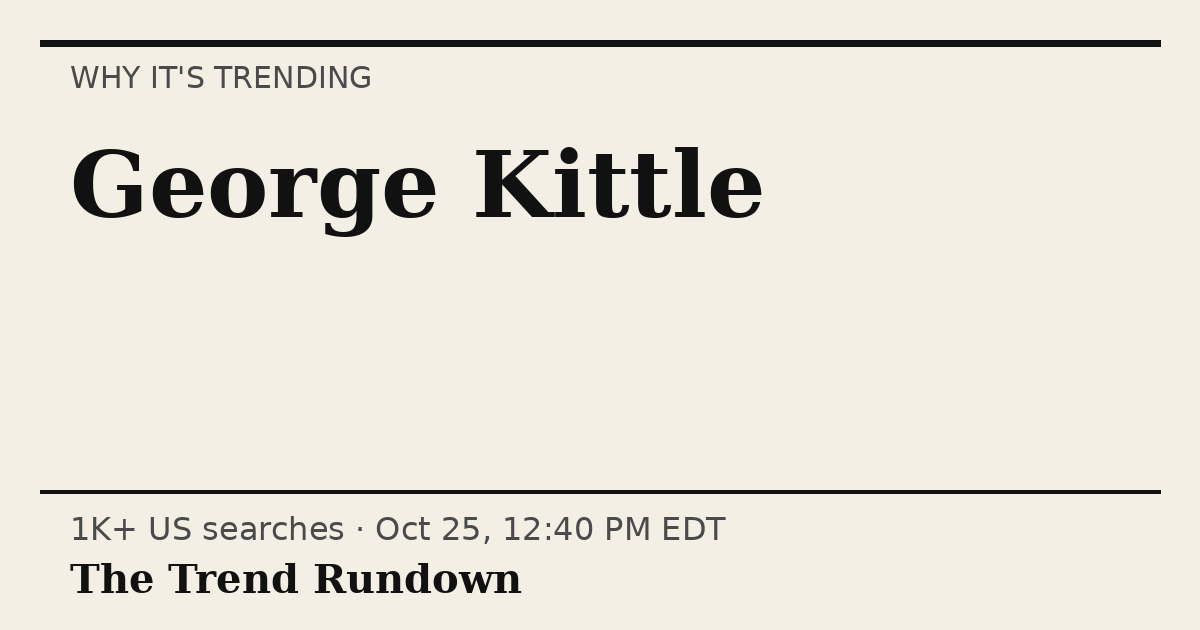 WHY IT'S TRENDING
George Kittle
1K+ US searches · Oct 25, 12:40 PM EDT
The Trend Rundown